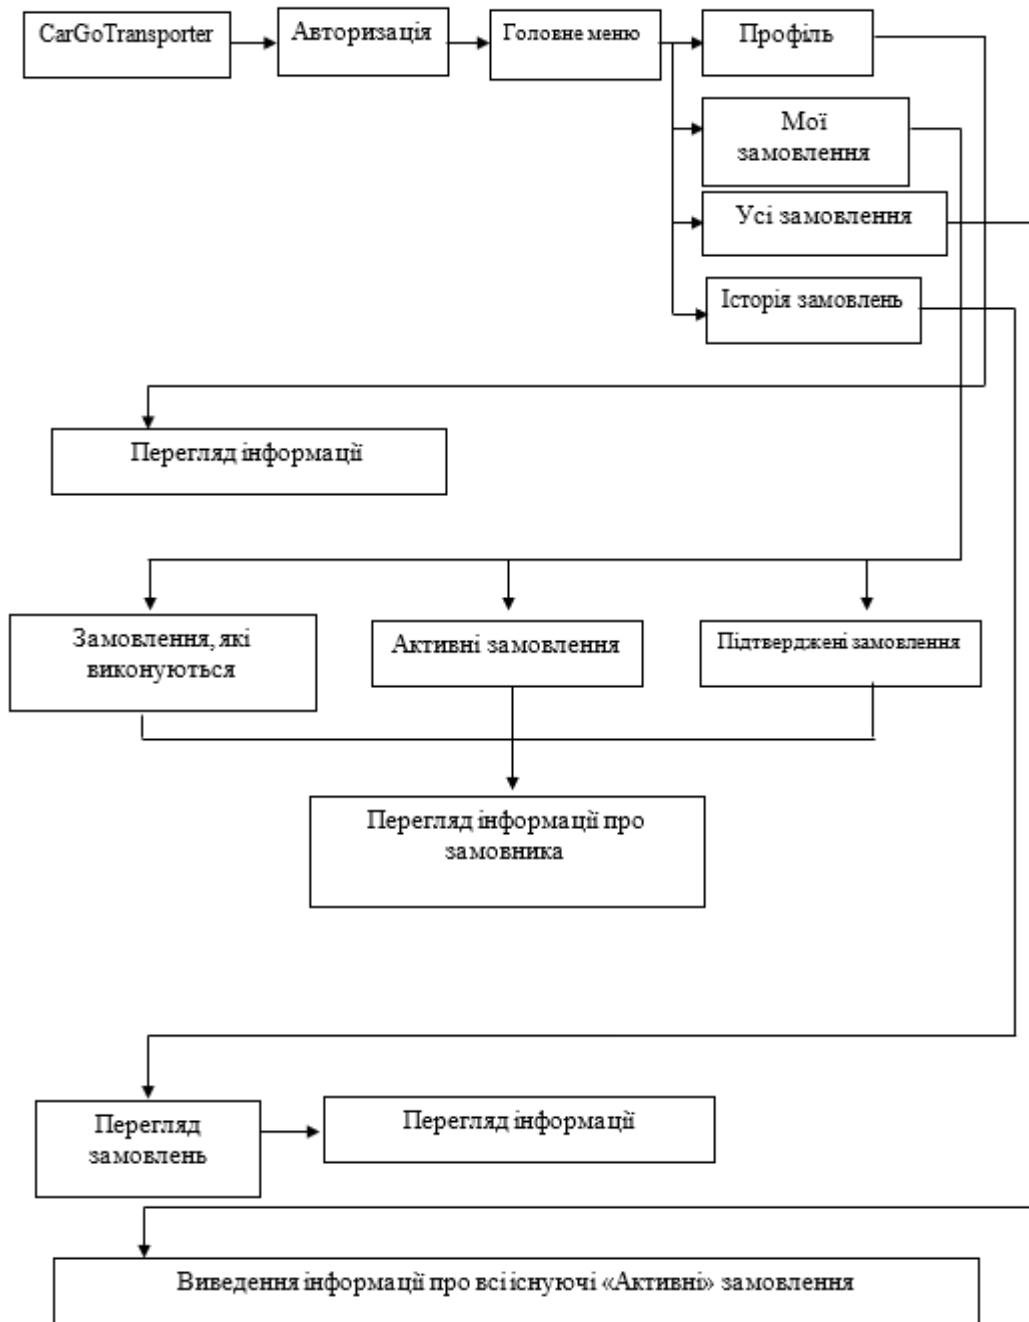 CarGoTransporter
Авторизація
Головне меню
Профіль
Мої
замовлення
Усі замовлення
Історія замовлень
Перегляд інформації
Замовлення, які
виконуються
Активні замовлення
Підтверджені замовлення
Перегляд інформації про
замовника
Перегляд
замовлень
Перегляд інформації
Виведення інформації про всі існуючі «Активні» замовлення